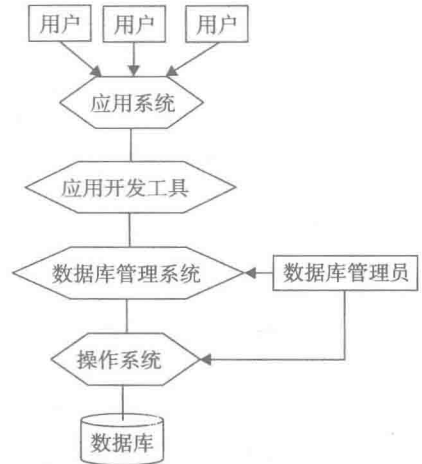 用户
用户
用户
应用系统
应用开发工具
数据库管理系统
数据库管理员
操作系统
数据库